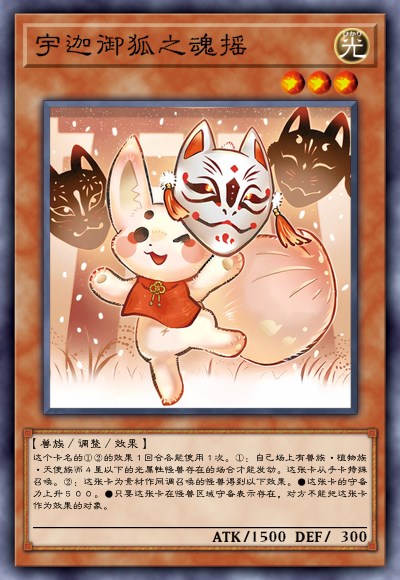 宇迦御狐之魂摇
光
【兽族／调整／效果】
这个卡名的①②的效果１回合各能使用１次。①：自己场上有兽族·植物族
·天使族而４星以下的光属性怪兽存在的场合才能发动。这张卡从手卡特殊
召唤。②：这张卡为素材作同调召唤的怪兽得到以下效果。●这张卡的守备
力上升５００。●只要这张卡在怪兽区域守备表示存在，对方不能把这张卡
作为效果的对象。
ATK/1500 DEF/ 300